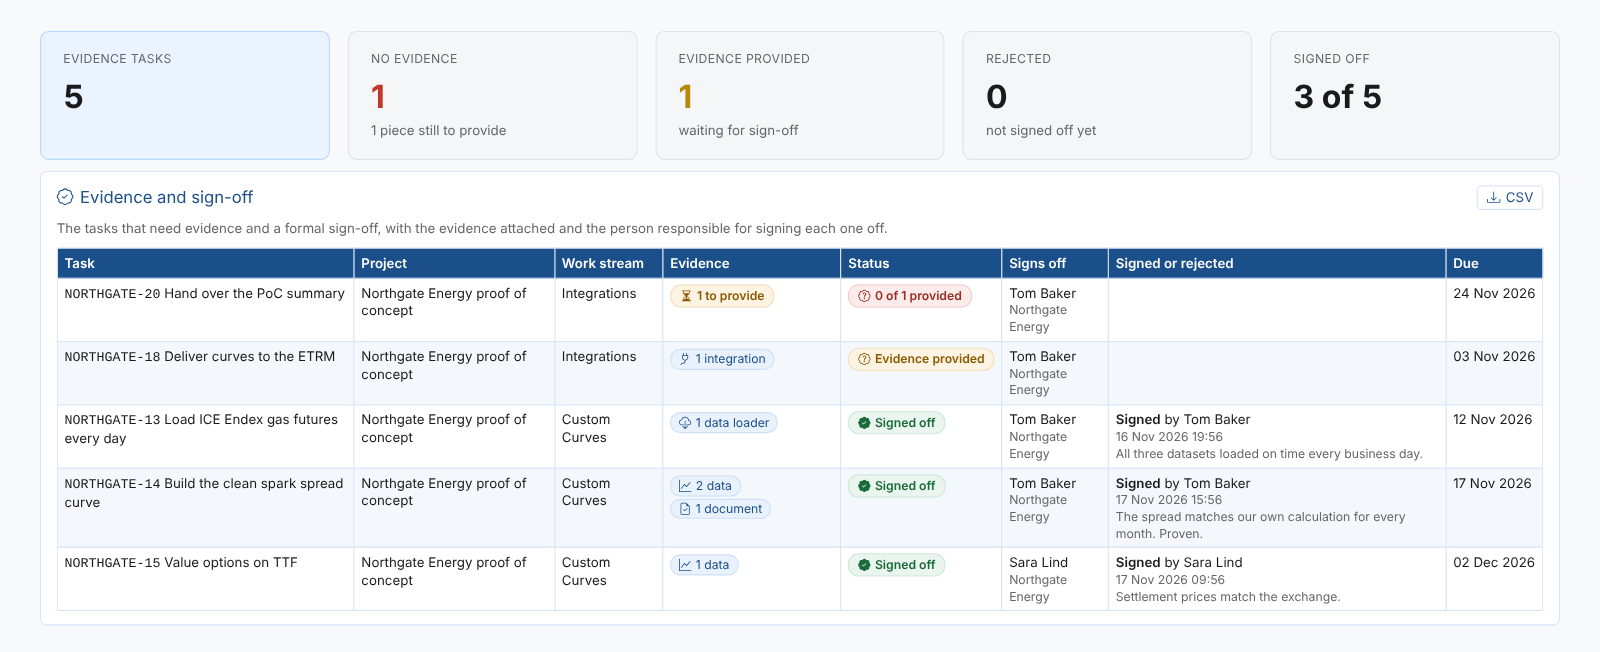 EVIDENCE TASKS
5
NO EVIDENCE
1
1 piece still to provide
EVIDENCE PROVIDED
1
waiting for sign-off
REJECTED
0
not signed off yet
SIGNED OFF
3 of 5
Evidence and sign-off
CSV
The tasks that need evidence and a formal sign-off, with the evidence attached and the person responsible for signing each one off.
Task Project Work stream Evidence Status Signs off Signed or rejected Due
NORTHGATE-20 Hand over the PoC summary
Northgate Energy proof of
concept
Integrations
1 to provide
0 of 1 provided
Tom Baker
Northgate
Energy
24 Nov 2026
NORTHGATE-18 Deliver curves to the ETRM
Northgate Energy proof of
concept
Integrations
1 integration
Evidence provided
Tom Baker
Northgate
Energy
03 Nov 2026
NORTHGATE-13 Load ICE Endex gas futures
every day
Northgate Energy proof of
concept
Custom
Curves
1 data loader
Signed off
Tom Baker
Northgate
Energy
Signed by Tom Baker
16 Nov 2026 19:56
All three datasets loaded on time every business day.
12 Nov 2026
NORTHGATE-14 Build the clean spark spread
curve
Northgate Energy proof of
concept
Custom
Curves
2 data
1 document
Signed off
Tom Baker
Northgate
Energy
Signed by Tom Baker
17 Nov 2026 15:56
The spread matches our own calculation for every
month. Proven.
17 Nov 2026
NORTHGATE-15 Value options on TTF
Northgate Energy proof of
concept
Custom
Curves
1 data
Signed off
Sara Lind
Northgate
Energy
Signed by Sara Lind
17 Nov 2026 09:56
Settlement prices match the exchange.
02 Dec 2026